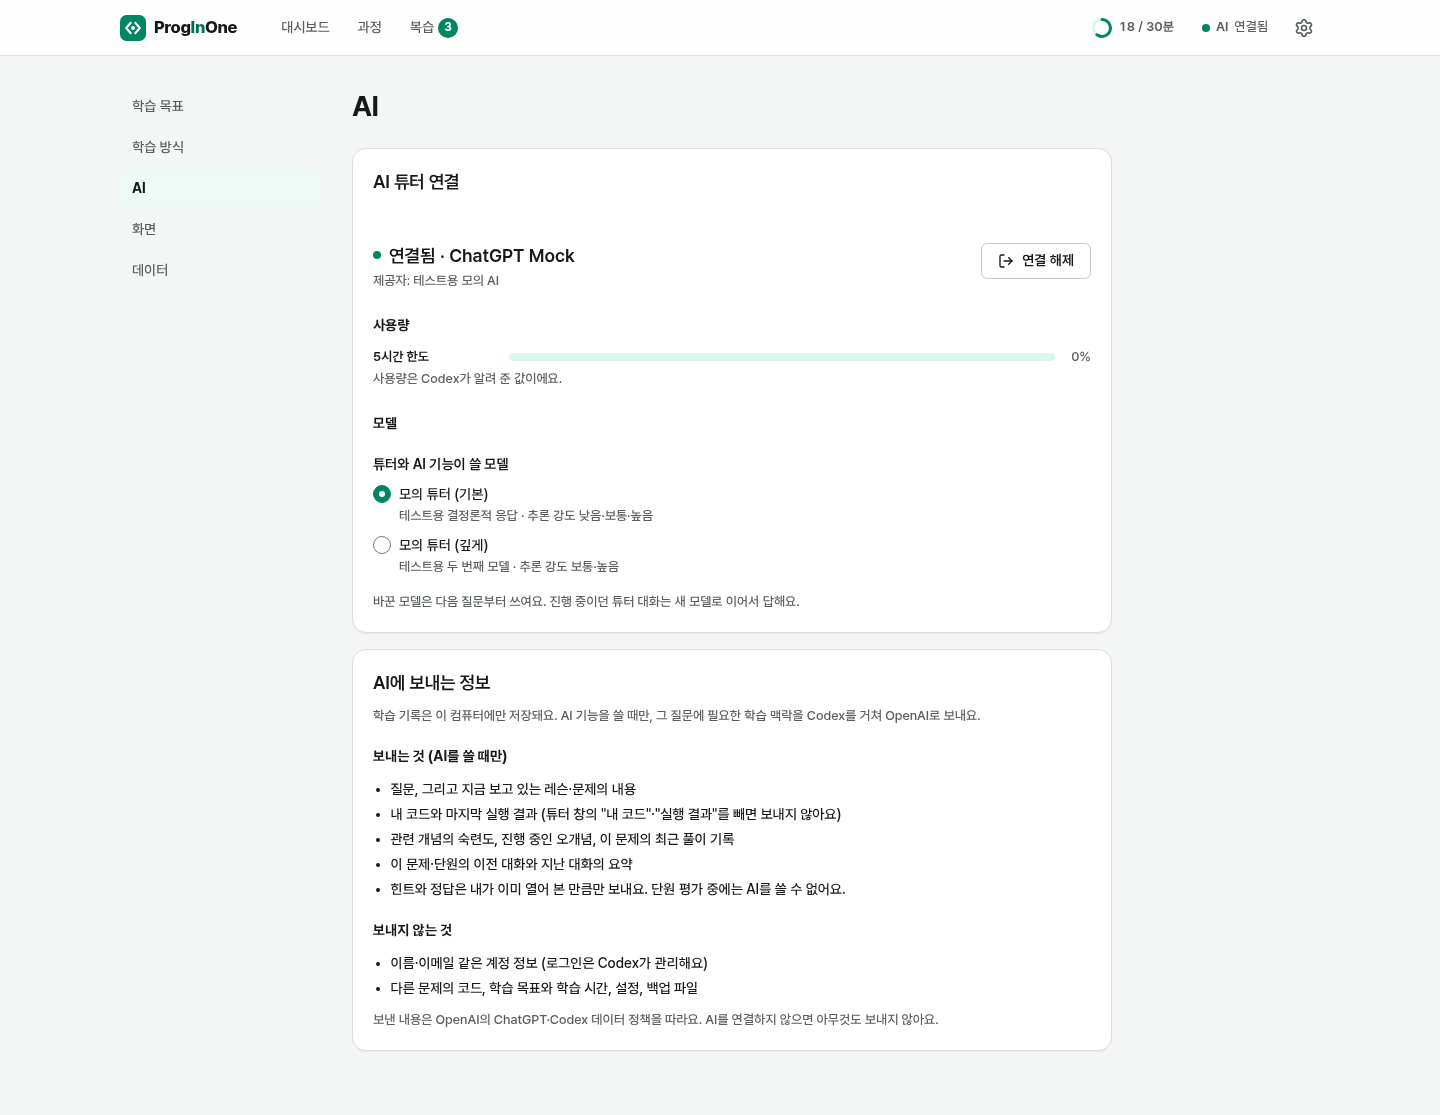 ProgInOne
대시보드
과정
복습 3
18 / 30분
AI 연결됨
학습 목표
학습 방식
AI
화면
데이터
AI
AI 튜터 연결
연결됨 · ChatGPT Mock
제공자: 테스트용 모의 AI
연결 해제
사용량
5시간 한도
0%
사용량은 Codex가 알려 준 값이에요.
모델
튜터와 AI 기능이 쓸 모델
모의 튜터 (기본)
테스트용 결정론적 응답 · 추론 강도 낮음·보통·높음
모의 튜터 (깊게)
테스트용 두 번째 모델 · 추론 강도 보통·높음
바꾼 모델은 다음 질문부터 쓰여요. 진행 중이던 튜터 대화는 새 모델로 이어서 답해요.
AI에 보내는 정보
학습 기록은 이 컴퓨터에만 저장돼요. AI 기능을 쓸 때만, 그 질문에 필요한 학습 맥락을 Codex를 거쳐 OpenAI로 보내요.
보내는 것 (AI를 쓸 때만)
• 질문, 그리고 지금 보고 있는 레슨·문제의 내용
• 내 코드와 마지막 실행 결과 (튜터 창의 "내 코드"·"실행 결과"를 빼면 보내지 않아요)
• 관련 개념의 숙련도, 진행 중인 오개념, 이 문제의 최근 풀이 기록
• 이 문제·단원의 이전 대화와 지난 대화의 요약
• 힌트와 정답은 내가 이미 열어 본 만큼만 보내요. 단원 평가 중에는 AI를 쓸 수 없어요.
보내지 않는 것
• 이름·이메일 같은 계정 정보 (로그인은 Codex가 관리해요)
• 다른 문제의 코드, 학습 목표와 학습 시간, 설정, 백업 파일
보낸 내용은 OpenAI의 ChatGPT·Codex 데이터 정책을 따라요. AI를 연결하지 않으면 아무것도 보내지 않아요.